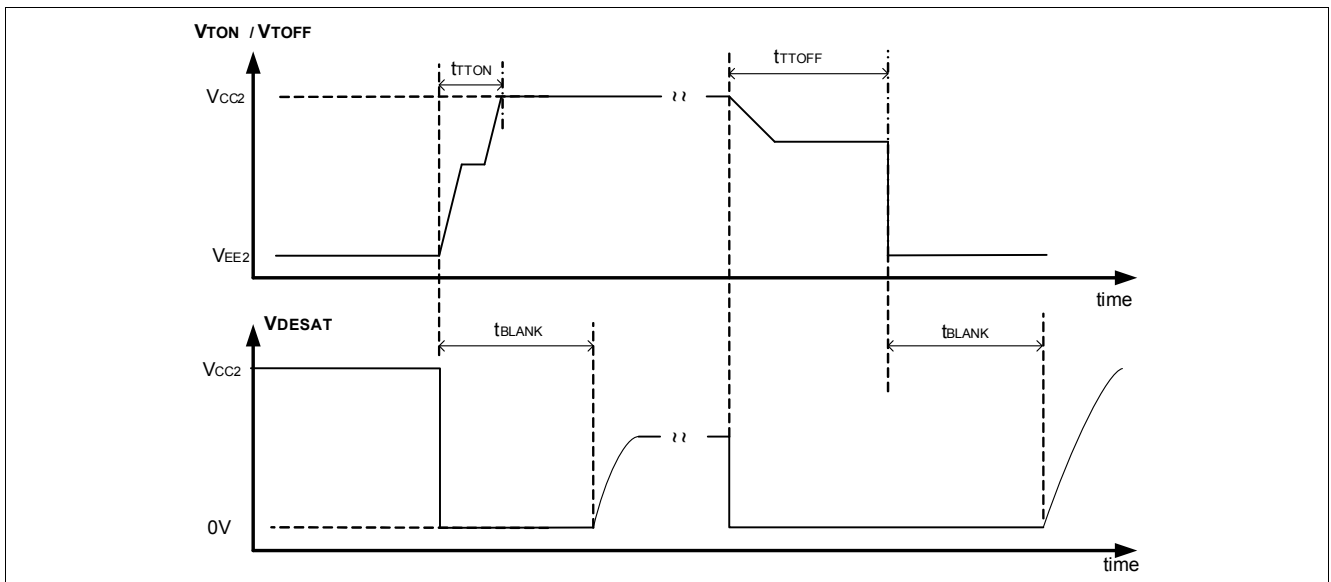 VTON / VTOFF
tTTON
tTTOFF
VCC2
VEE2
time
VDESAT
tBLANK
tBLANK
VCC2
0V
time